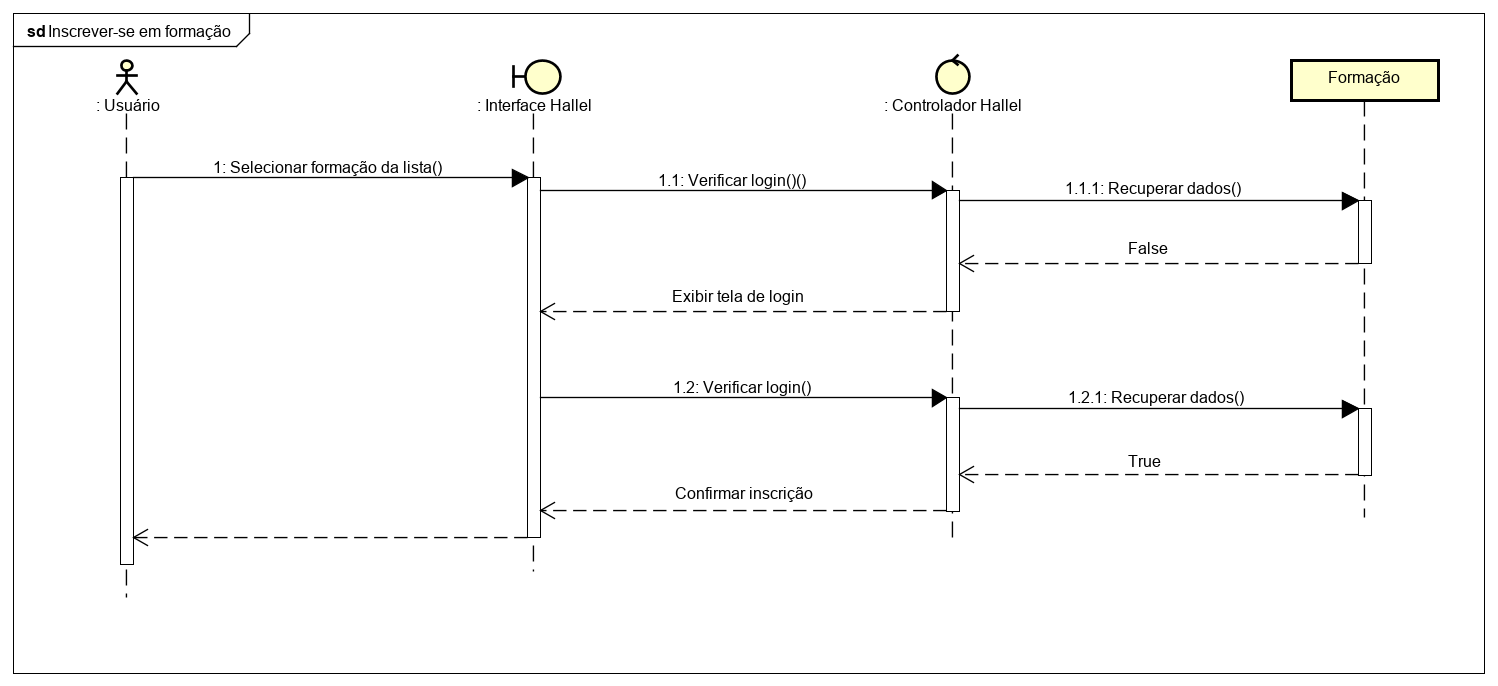 sd Inscrever-se em formação
: Usuário
: Interface Hallel
: Controlador Hallel
Formação
1: Selecionar formação da lista()
1.1: Verificar login()()
1.1.1: Recuperar dados()
False
Exibir tela de login
1.2: Verificar login()
1.2.1: Recuperar dados()
True
Confirmar inscrição